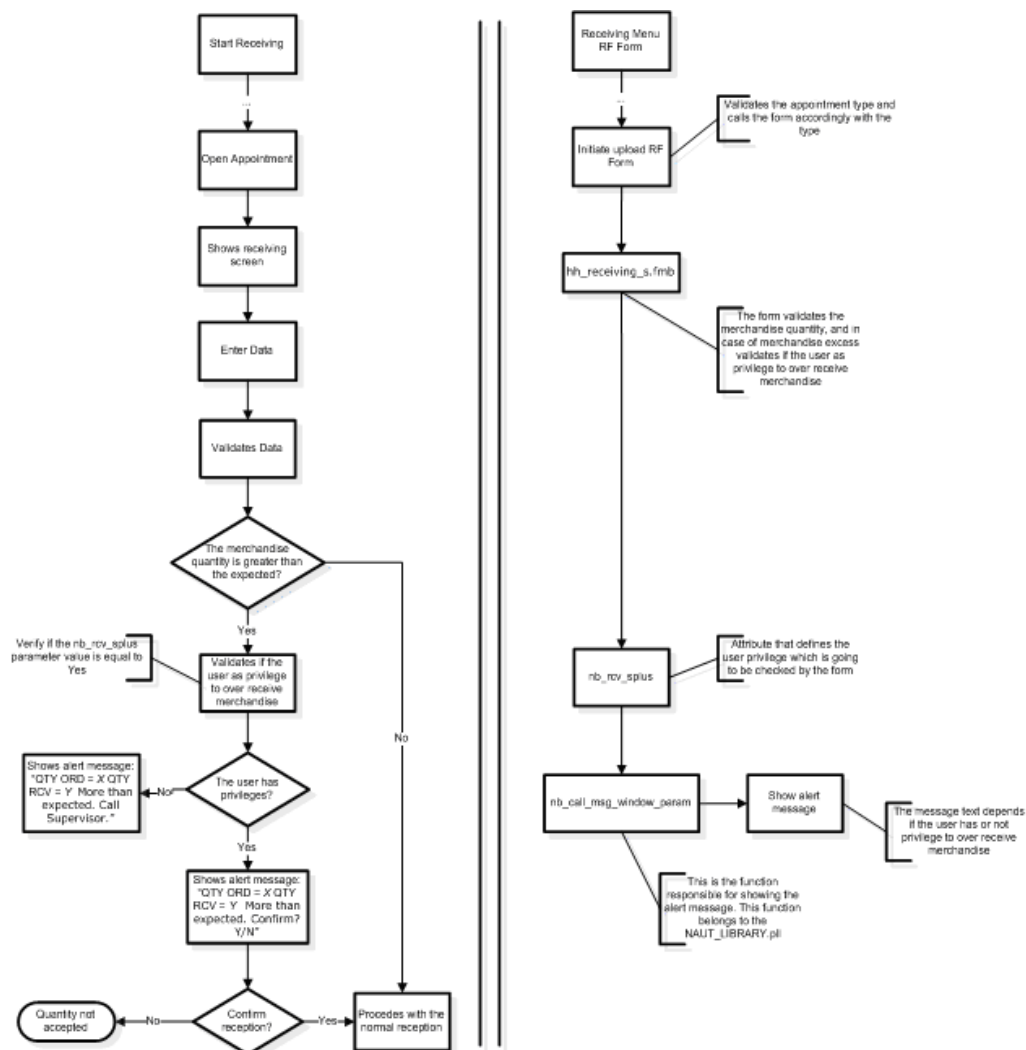 Start Receiving
...
Open Appointment
Shows receiving
screen
Enter Data
Validates Data
The merchandise
quantity is greater than
the expected?
Yes
No
Verify if the nb_rcv_splus
parameter value is equal to
Yes
Validates if the
user as privilege
to over receive
merchandise
The user has
privileges?
No
Shows alert message:
"QTY ORD = X QTY
RCV = Y More than
expected. Call
Supervisor."
Yes
Shows alert message:
"QTY ORD = X QTY
RCV = Y More than
expected. Confirm?
Y/N"
Confirm
reception?
No
Quantity not
accepted
Yes
Procedes with the
normal reception
Receiving Menu
RF Form
...
Initiate upload RF
Form
Validates the appointment type and
calls the form accordingly with the
type
hh_receiving_s.fmb
The form validates the
merchandise quantity, and in
case of merchandise excess
validates if the user as
privilege to over receive
merchandise
nb_rcv_splus
Attribute that defines the
user privilege which is going
to be checked by the form
nb_call_msg_window_param
Show alert
message
The message text depends
if the user has or not
privilege to over receive
merchandise
This is the function
responsible for showing the
alert message. This function
belongs to the
NAUT_LIBRARY.pll